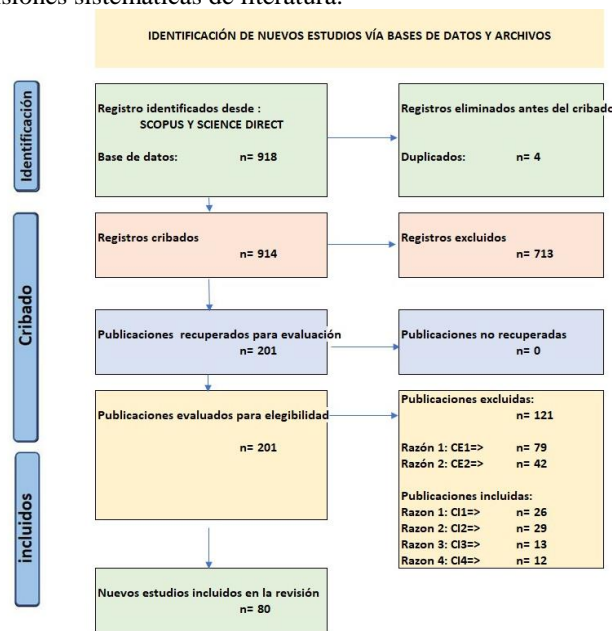 siones sistemáticas de literatura.
IDENTIFICACIÓN DE NUEVOS ESTUDIOS VÍA BASES DE DATOS Y ARCHIVOS
Identificación
Registro identificados desde :
SCOPUS Y SCIENCE DIRECT
Base de datos: n= 918
Registros eliminados antes del cribado
Duplicados: n= 4
Cribado
Registros cribados
n= 914
Registros excluidos
n= 713
Publicaciones recuperados para evaluación
n= 201
Publicaciones no recuperadas
n= 0
Publicaciones evaluados para elegibilidad
n= 201
Publicaciones excluidas:
n= 121
Razón 1: CE1=> n= 79
Razón 2: CE2=> n= 42
Publicaciones incluidas:
Razon 1: CI1=> n= 26
Razon 2: CI2=> n= 29
Razon 3: CI3=> n= 13
Razon 4: CI4=> n= 12
incluidos
Nuevos estudios incluidos en la revisión
n= 80